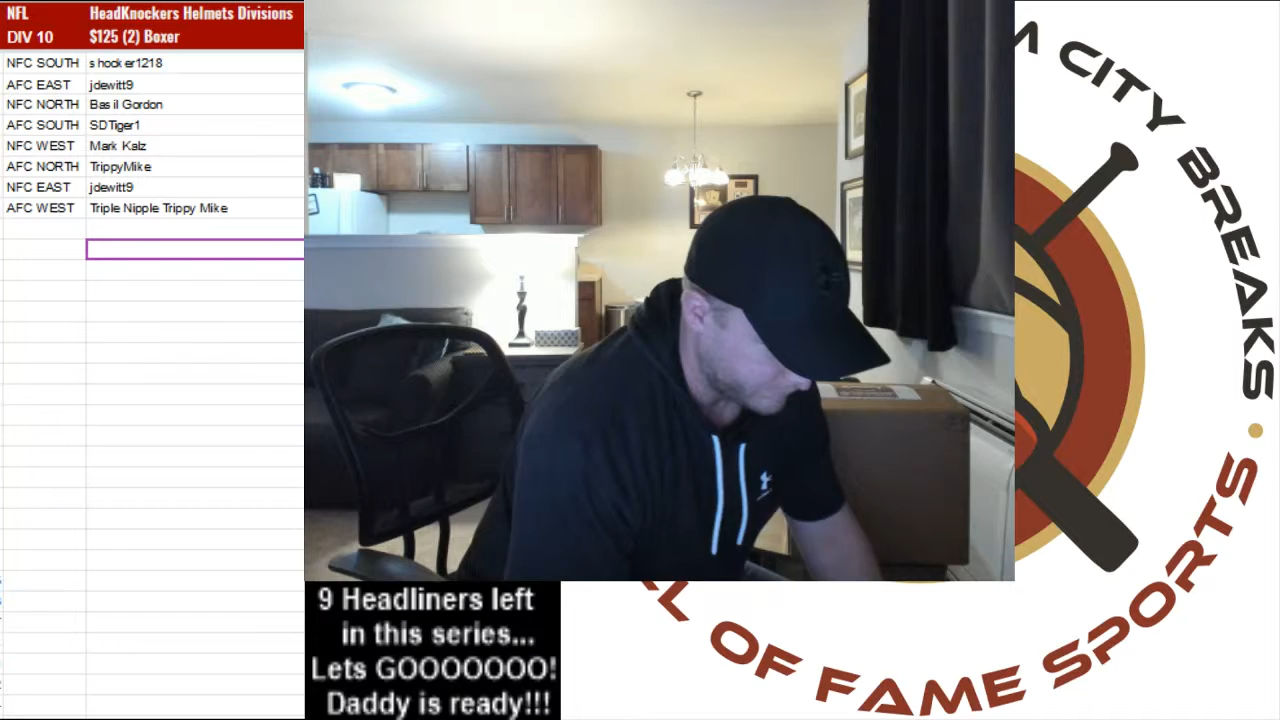 NFL HeadKnockers Helmets Divisions
DIV 10 $125 (2) Boxer
NFC SOUTH shocker1218
AFC EAST jdewitt9
NFC NORTH Basil Gordon
AFC SOUTH SDTiger1
NFC WEST Mark Kalz
AFC NORTH TrippyMike
NFC EAST jdewitt9
AFC WEST Triple Nipple Trippy Mike
9 Headliners left
in this series...
Lets GOOOOOOO!
Daddy is ready!!!
CITY BREAKS
OF FAME SPORTS